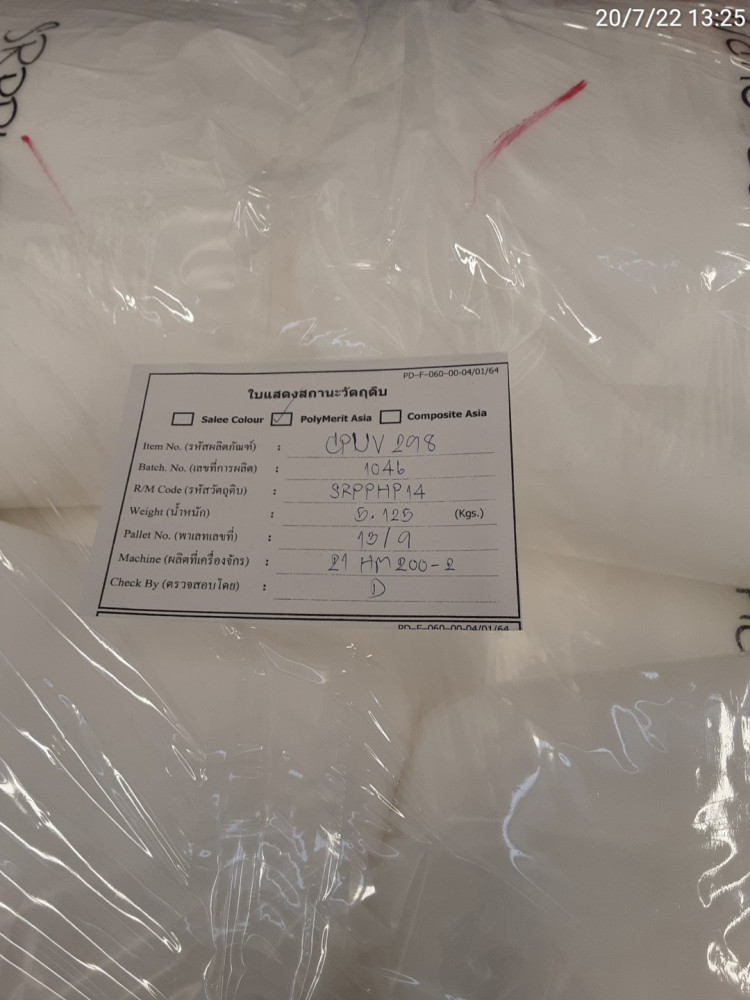 20/7/22 13:25
SRPP
PD-F-060-00-04/01/64
ใบแสดงสถานะวัตถุดิบ
Salee Colour PolyMerit Asia Composite Asia
Item No. (รหัสผลิตภัณฑ์) : CPUV 298
Batch. No. (เลขที่การผลิต) : 1046
R/M Code (รหัสวัตถุดิบ) : SRPPHP14
Weight (น้ำหนัก) : 5.125 (Kgs.)
Pallet No. (พาเลทเลขที่) : 13/9
Machine (ผลิตที่เครื่องจักร) : 21 HM200-2
Check By (ตรวจสอบโดย) : D
PD-F-060-00-04/01/64